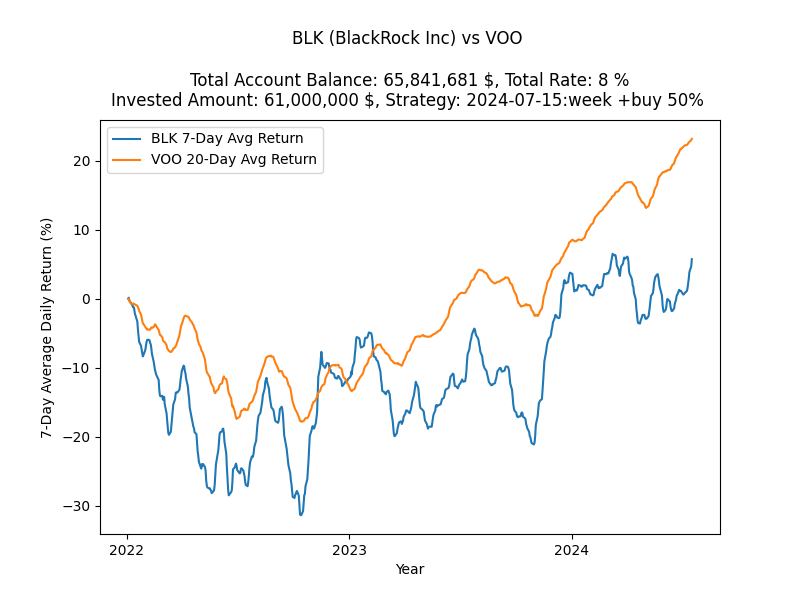 BLK (BlackRock Inc) vs VOO
Total Account Balance: 65,841,681 $, Total Rate: 8 %
Invested Amount: 61,000,000 $, Strategy: 2024-07-15:week +buy 50%
BLK 7-Day Avg Return
VOO 20-Day Avg Return
7-Day Average Daily Return (%)
20
10
0
−10
−20
−30
2022
2023
2024
Year